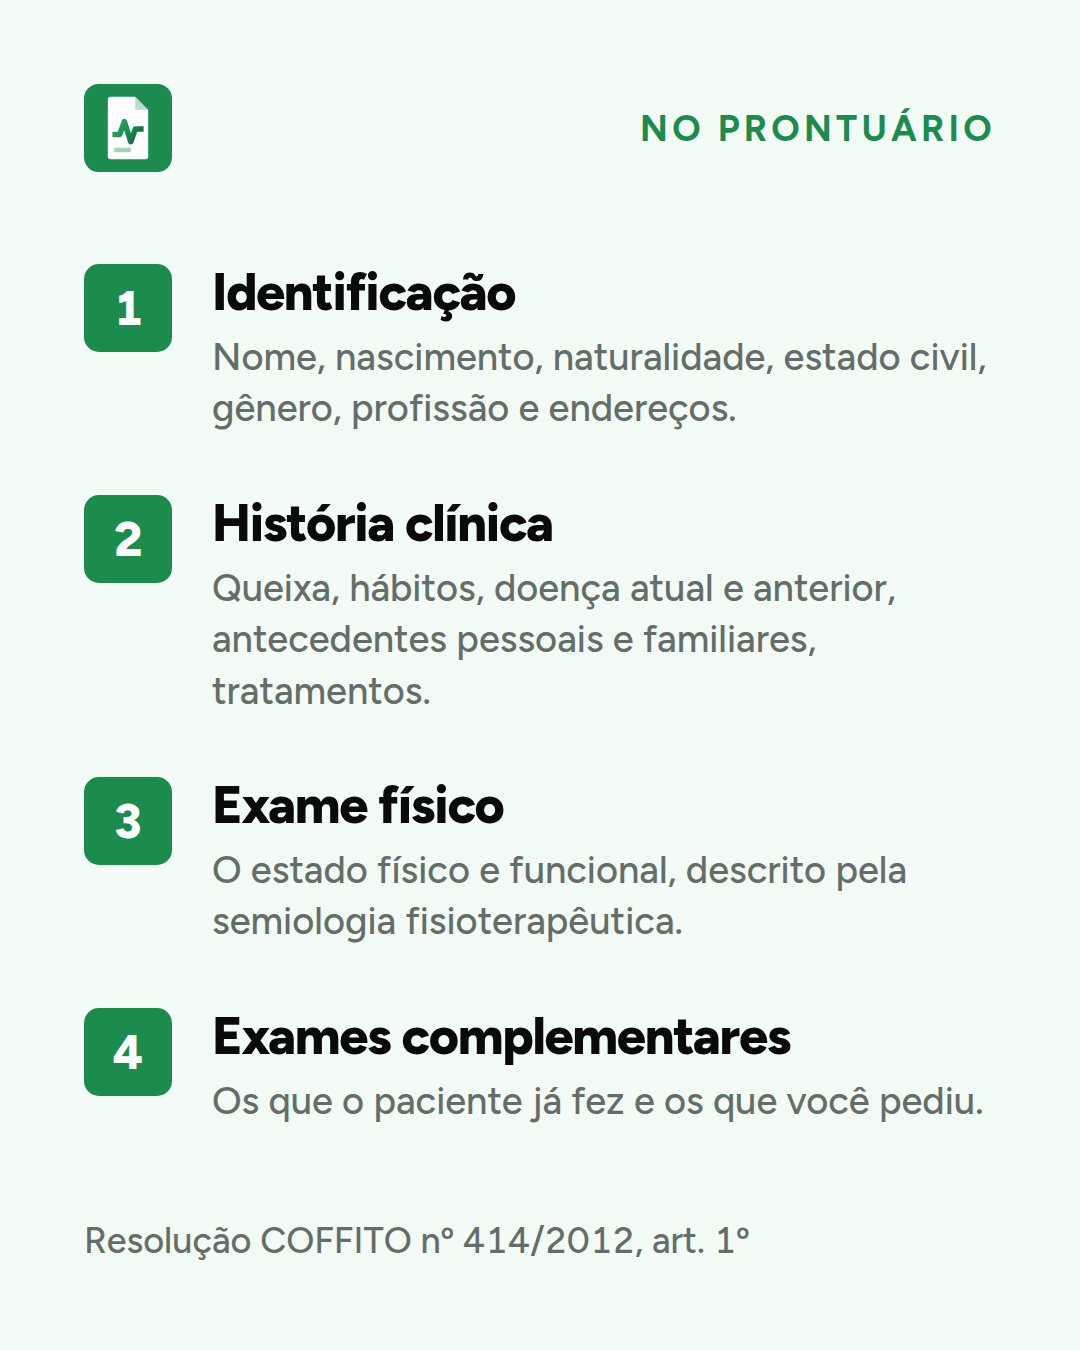 NO PRONTUÁRIO
1
Identificação
Nome, nascimento, naturalidade, estado civil,
gênero, profissão e endereços.
2
História clínica
Queixa, hábitos, doença atual e anterior,
antecedentes pessoais e familiares,
tratamentos.
3
Exame físico
O estado físico e funcional, descrito pela
semiologia fisioterapêutica.
4
Exames complementares
Os que o paciente já fez e os que você pediu.
Resolução COFFITO nº 414/2012, art. 1º